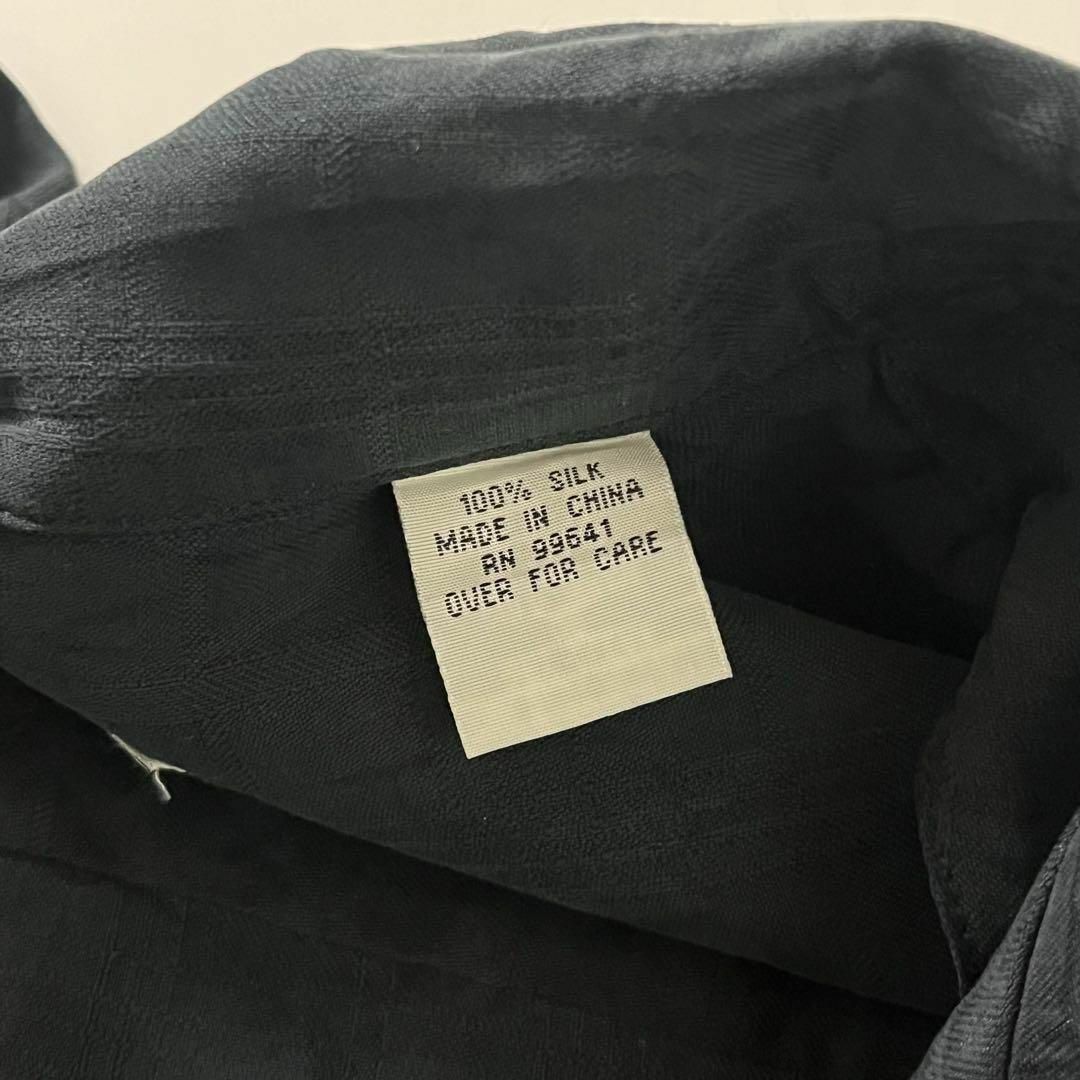 100% SILK
MADE IN CHINA
RN 99641
OVER FOR CARE